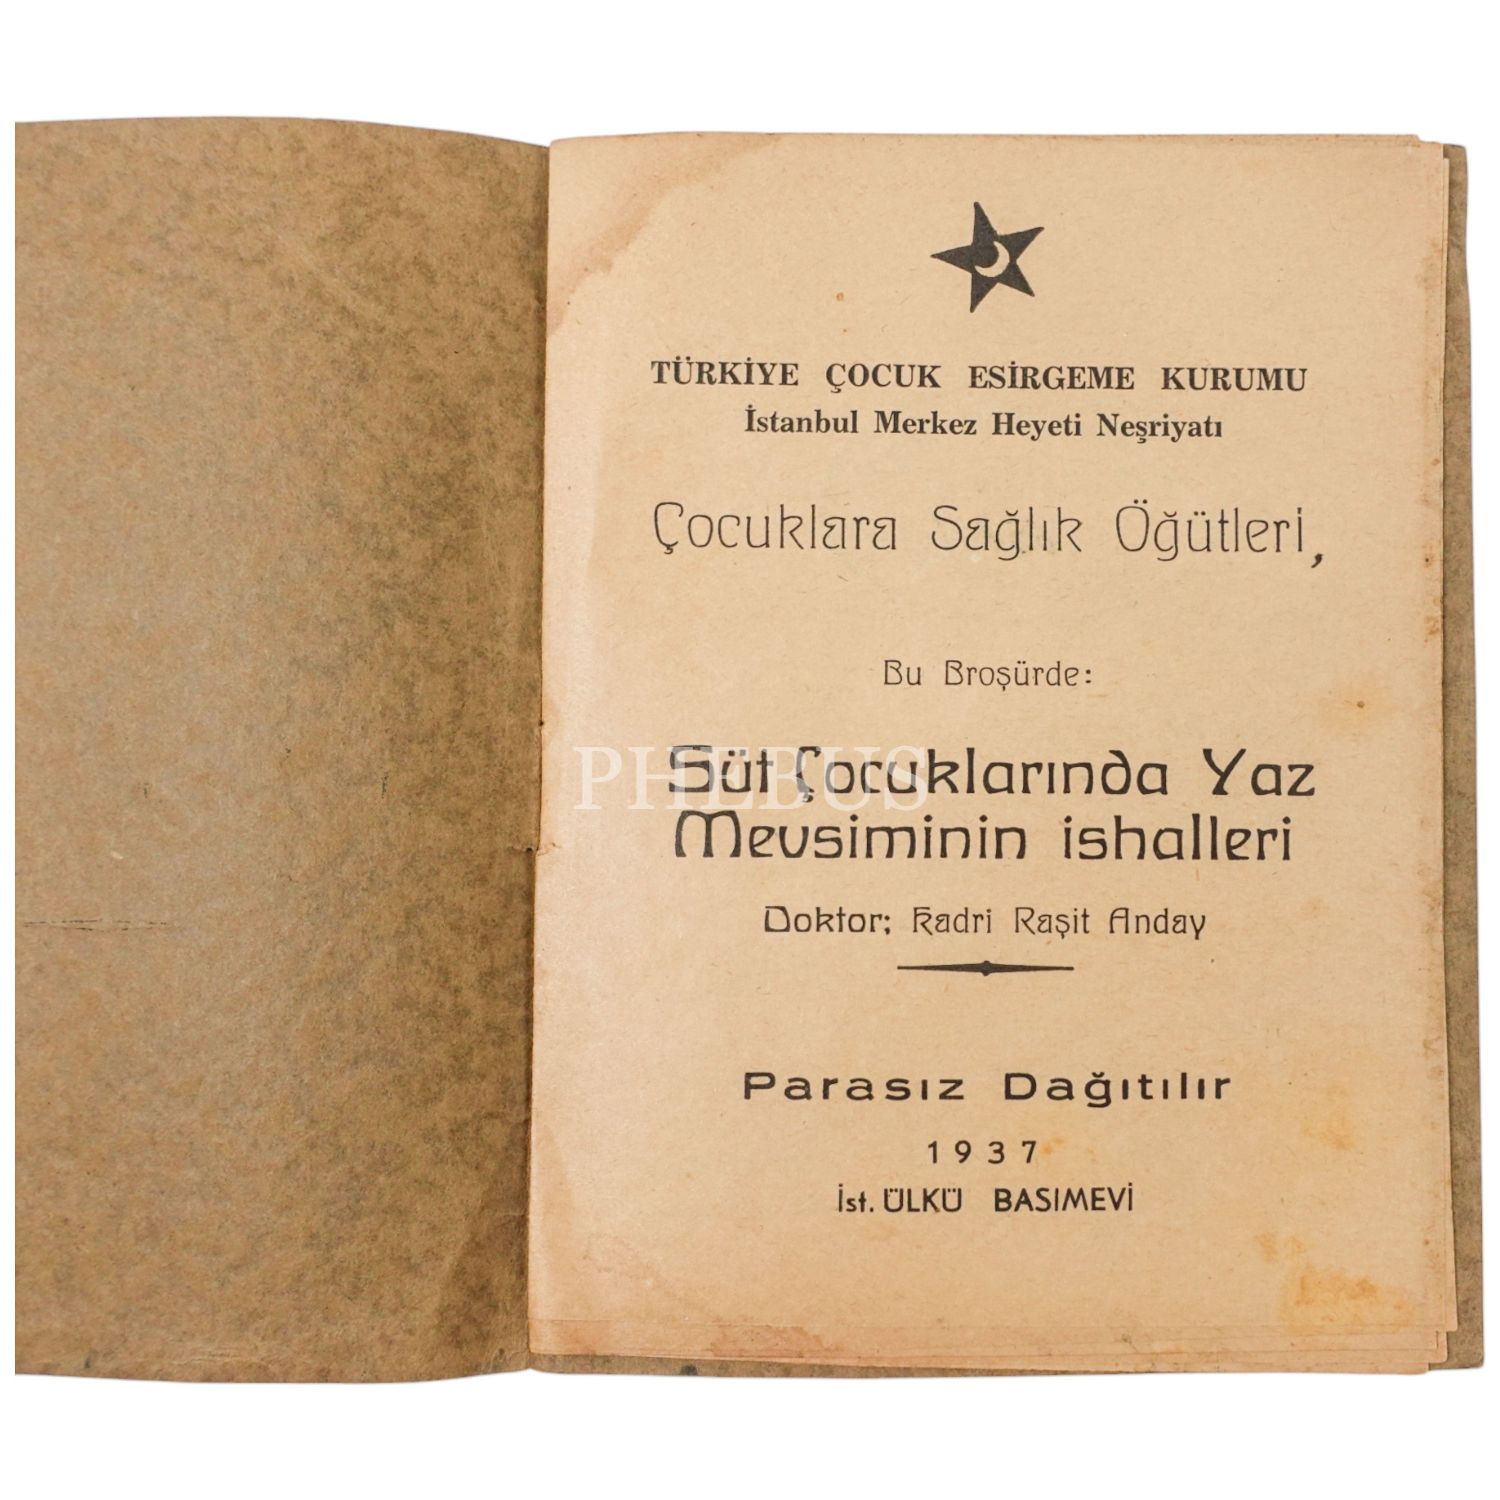 TÜRKİYE ÇOCUK ESİRGEME KURUMU
İstanbul Merkez Heyeti Neşriyatı
Çocuklara Sağlık Öğütleri,
Bu Broşürde:
Süt Çocuklarında Yaz
PHEBUS
Mevsiminin ishalleri
Doktor; Kadri Raşit Anday
Parasız Dağıtılır
1937
İst. ÜLKÜ BASIMEVİ